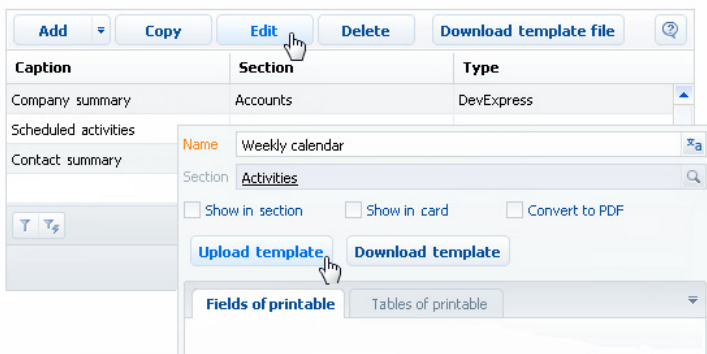 Add Copy Edit Delete Download template file
Caption Section Type
Company summary Accounts DevExpress
Scheduled activities
Contact summary
Name Weekly calendar
Section Activities
Show in section Show in card Convert to PDF
Upload template Download template
Fields of printable Tables of printable